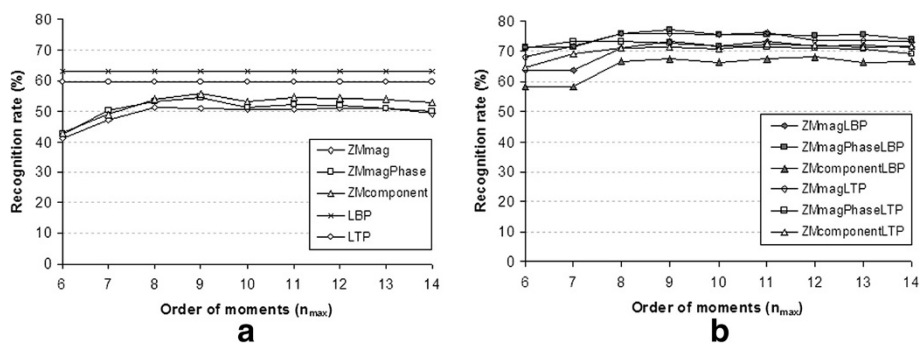 80
70
60
50
40
30
20
10
0
Recognition rate (%)
ZMmag
ZMmagPhase
ZMcomponent
LBP
LTP
6 7 8 9 10 11 12 13 14
Order of moments (nmax)
a
80
70
60
50
40
30
20
10
0
Recognition rate (%)
ZMmagLBP
ZMmagPhaseLBP
ZMcomponentLBP
ZMmagLTP
ZMmagPhaseLTP
ZMcomponentLTP
6 7 8 9 10 11 12 13 14
Order of moments (nmax)
b